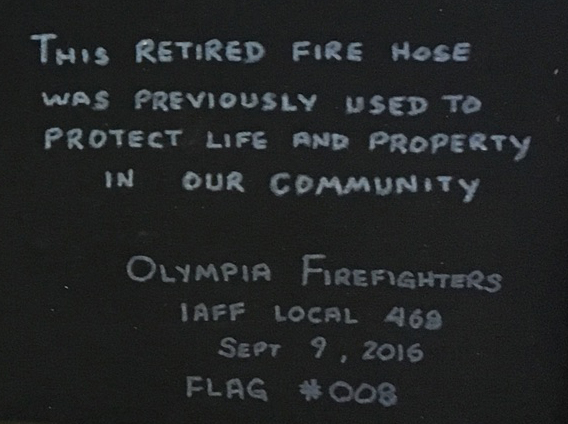 THIS RETIRED FIRE HOSE
WAS PREVIOUSLY USED TO
PROTECT LIFE AND PROPERTY
IN OUR COMMUNITY
OLYMPIA FIREFIGHTERS
IAFF LOCAL 468
SEPT 9, 2016
FLAG #008